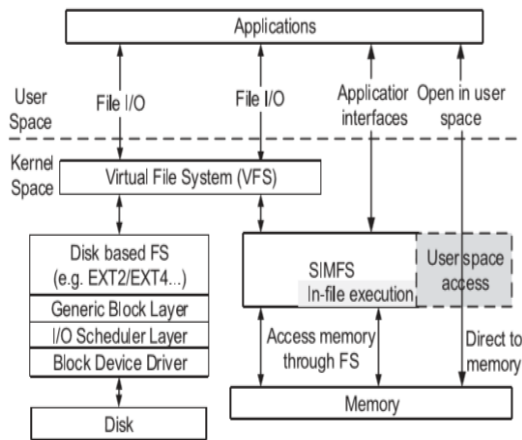 Applications
User
Space
File I/O
File I/O
Application
interfaces
Open in user
space
Kernel
Space
Virtual File System (VFS)
Disk based FS
(e.g. EXT2/EXT4...)
Generic Block Layer
I/O Scheduler Layer
Block Device Driver
SIMFS
In-file execution
User space
access
Access memory
through FS
Direct to
memory
Disk
Memory